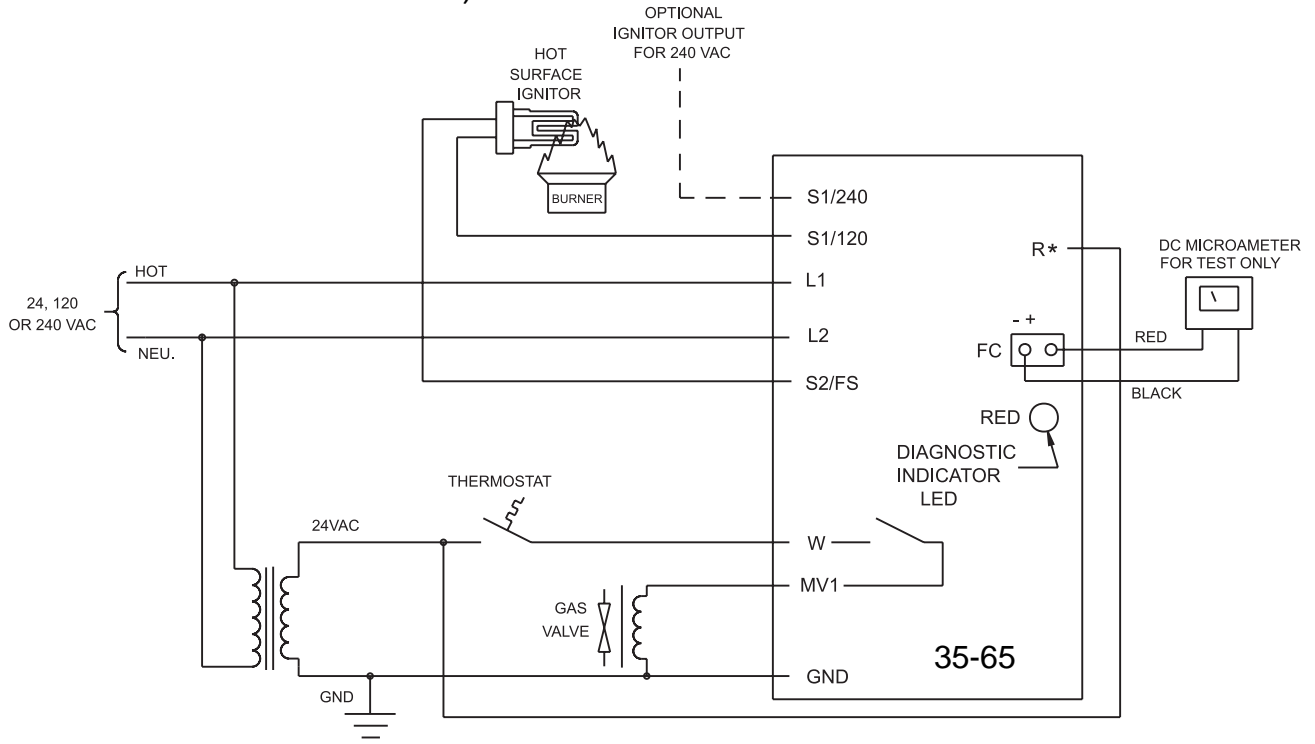 OPTIONAL
IGNITOR OUTPUT
FOR 240 VAC
HOT
SURFACE
IGNITOR
BURNER
S1/240
S1/120
R*
DC MICROAMETER
FOR TEST ONLY
HOT
L1
24, 120
OR 240 VAC
NEU.
L2
- +
FC
RED
S2/FS
BLACK
RED
DIAGNOSTIC
INDICATOR
LED
THERMOSTAT
24VAC
W
MV1
GAS
VALVE
35-65
GND
GND